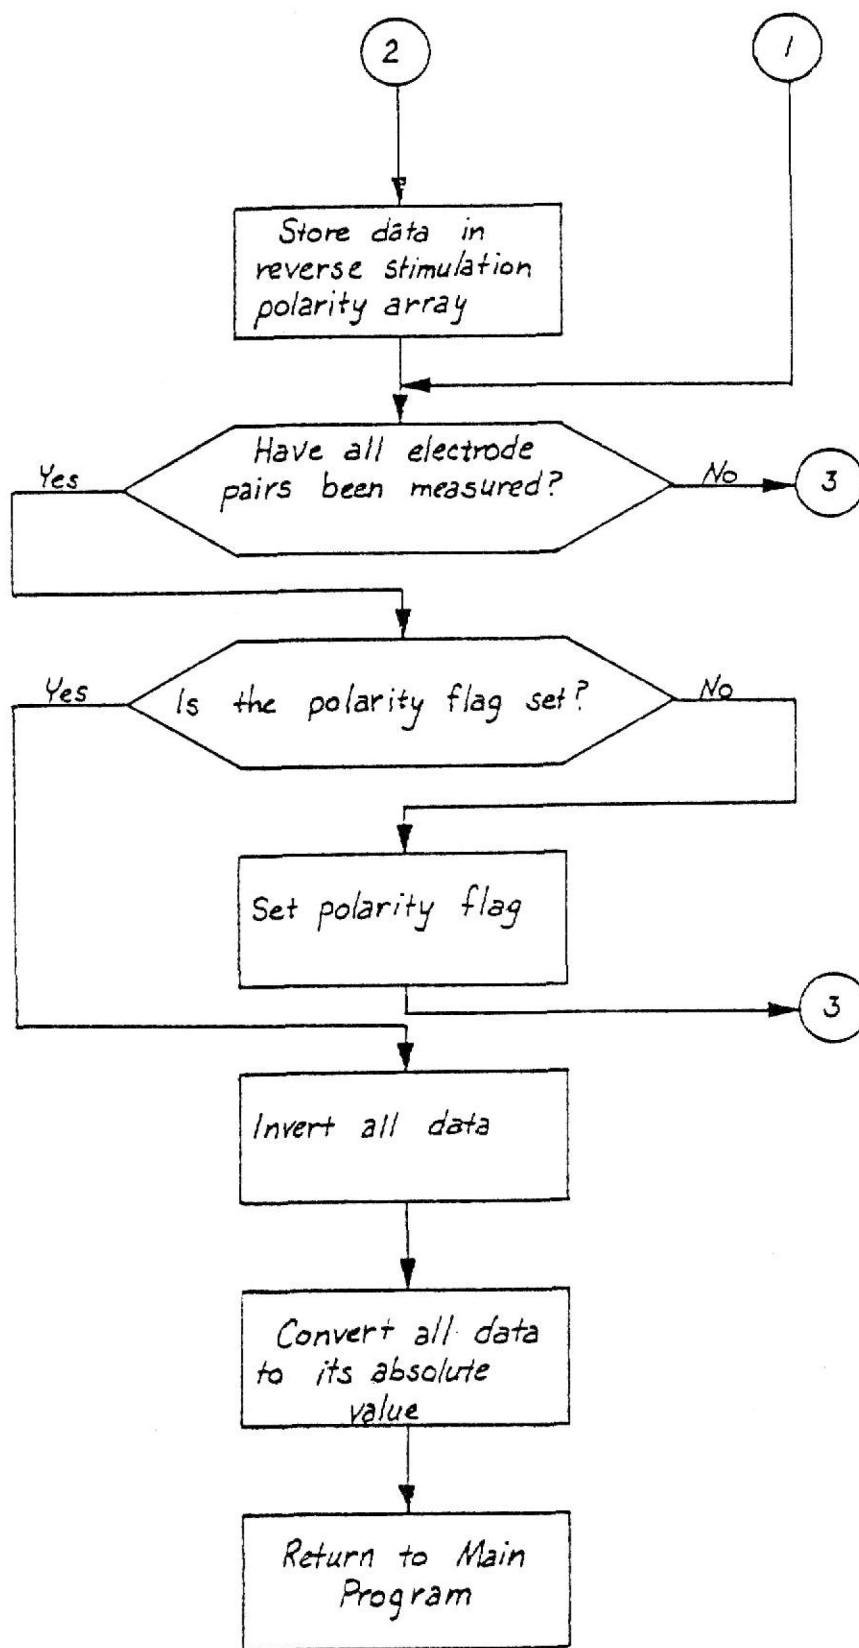 2
1
Store data in
reverse stimulation
polarity array
Have all electrode
pairs been measured?
Yes
No
3
Is the polarity flag set?
Yes
No
Set polarity flag
3
Invert all data
Convert all data
to its absolute
value
Return to Main
Program